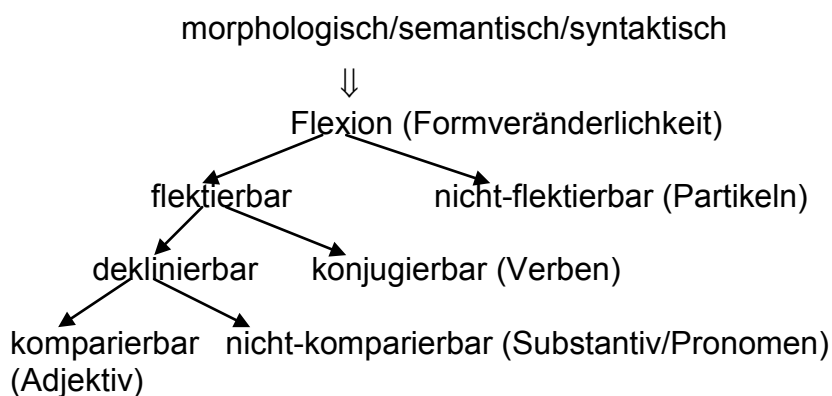 morphologisch/semantisch/syntaktisch
⇓
Flexion (Formveränderlichkeit)
flektierbar nicht-flektierbar (Partikeln)
deklinierbar konjugierbar (Verben)
komparierbar nicht-komparierbar (Substantiv/Pronomen)
(Adjektiv)